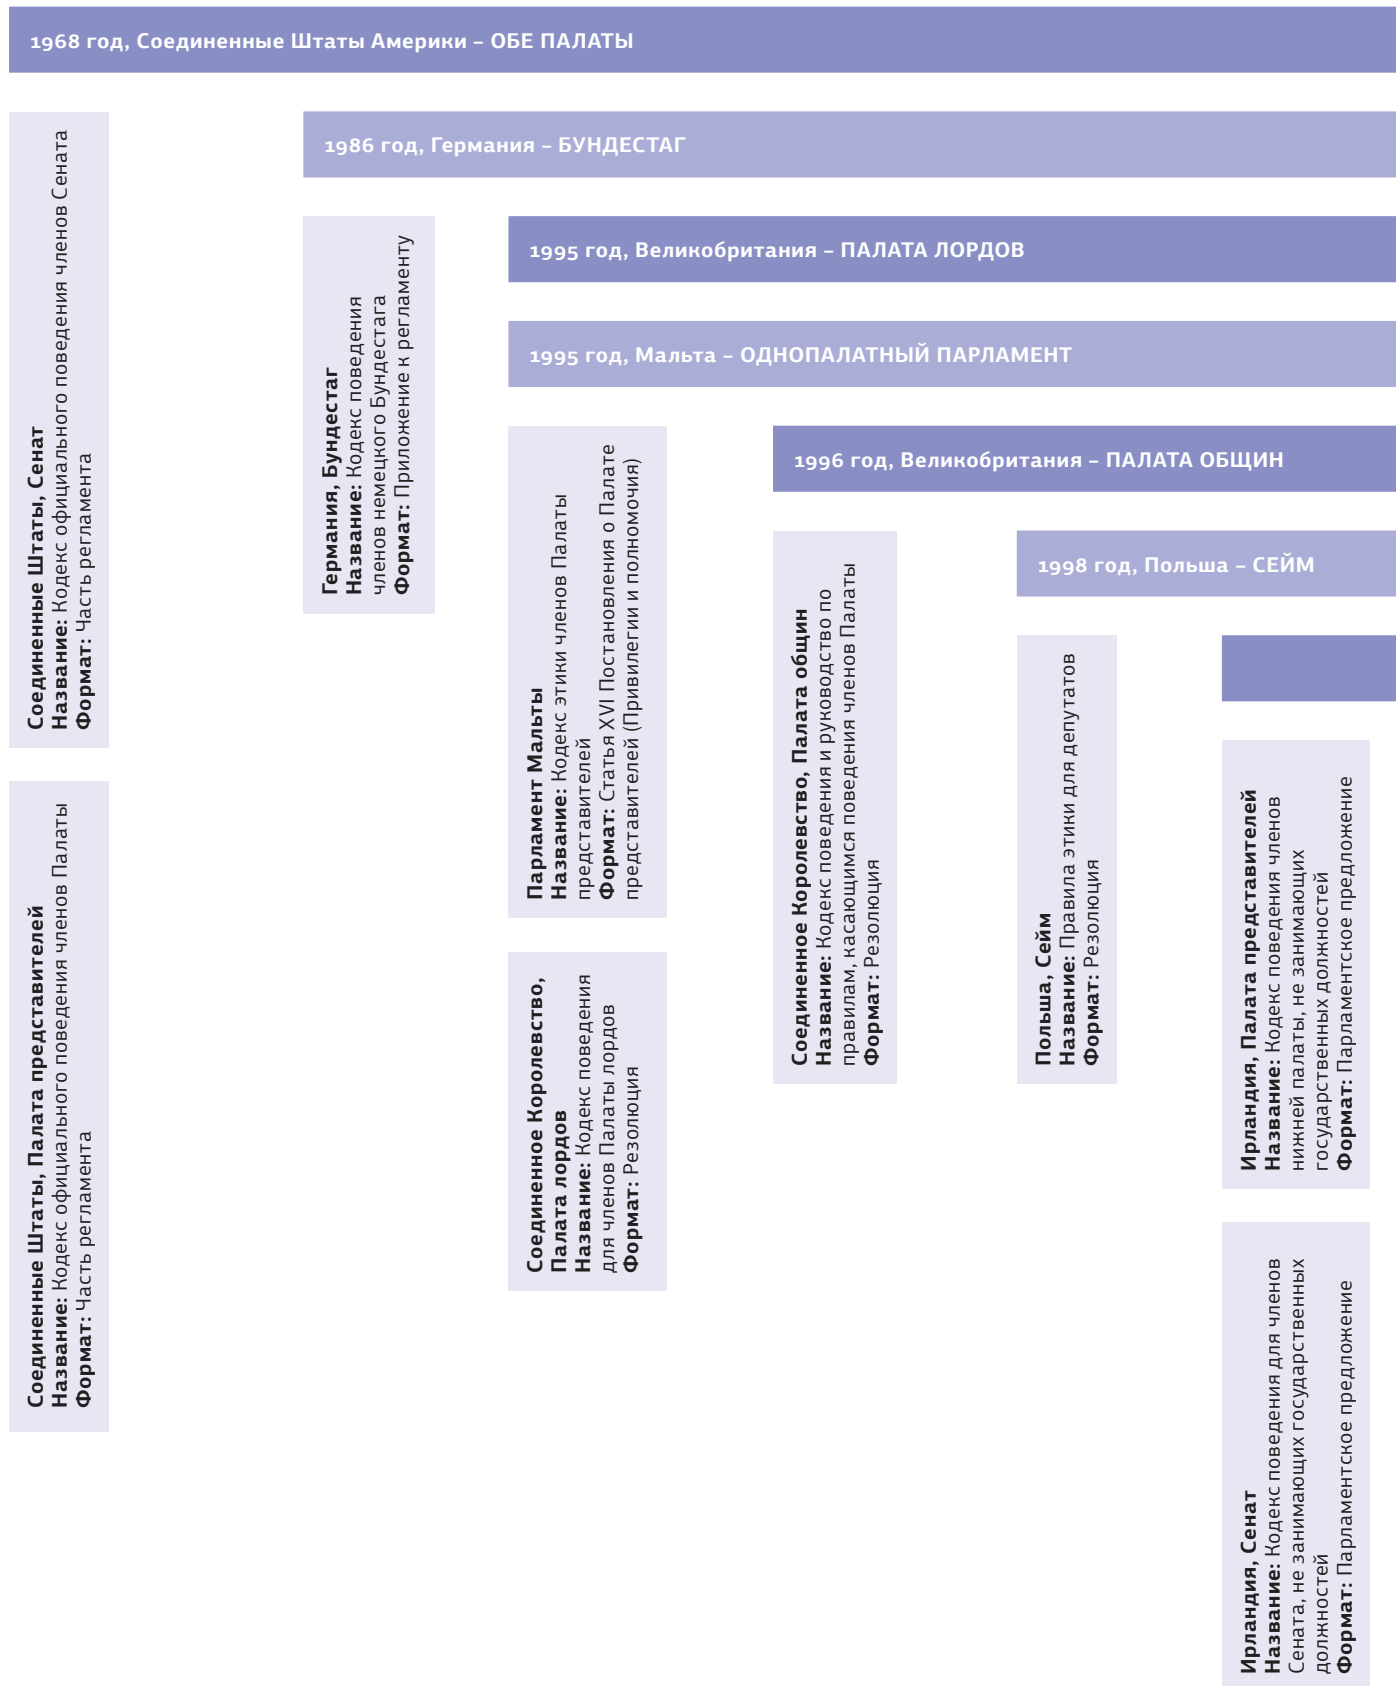 1968 год, Соединенные Штаты Америки – ОБЕ ПАЛАТЫ
1986 год, Германия – БУНДЕСТАГ
1995 год, Великобритания – ПАЛАТА ЛОРДОВ
1995 год, Мальта – ОДНОПАЛАТНЫЙ ПАРЛАМЕНТ
1996 год, Великобритания – ПАЛАТА ОБЩИН
1998 год, Польша – СЕЙМ
Соединенные Штаты, Сенат
Название: Кодекс официального поведения членов Сената
Формат: Часть регламента
Соединенные Штаты, Палата представителей
Название: Кодекс официального поведения членов Палаты
Формат: Часть регламента
Германия, Бундестаг
Название: Кодекс поведения
членов немецкого Бундестага
Формат: Приложение к регламенту
Парламент Мальты
Название: Кодекс этики членов Палаты
представителей
Формат: Статья XVI Постановления о Палате
представителей (Привилегии и полномочия)
Соединенное Королевство,
Палата лордов
Название: Кодекс поведения
для членов Палаты лордов
Формат: Резолюция
Соединенное Королевство, Палата общин
Название: Кодекс поведения и руководство по
правилам, касающимся поведения членов Палаты
Формат: Резолюция
Польша, Сейм
Название: Правила этики для депутатов
Формат: Резолюция
Ирландия, Палата представителей
Название: Кодекс поведения членов
нижней палаты, не занимающих
государственных должностей
Формат: Парламентское предложение
Ирландия, Сенат
Название: Кодекс поведения для членов
Сената, не занимающих государственных
должностей
Формат: Парламентское предложение